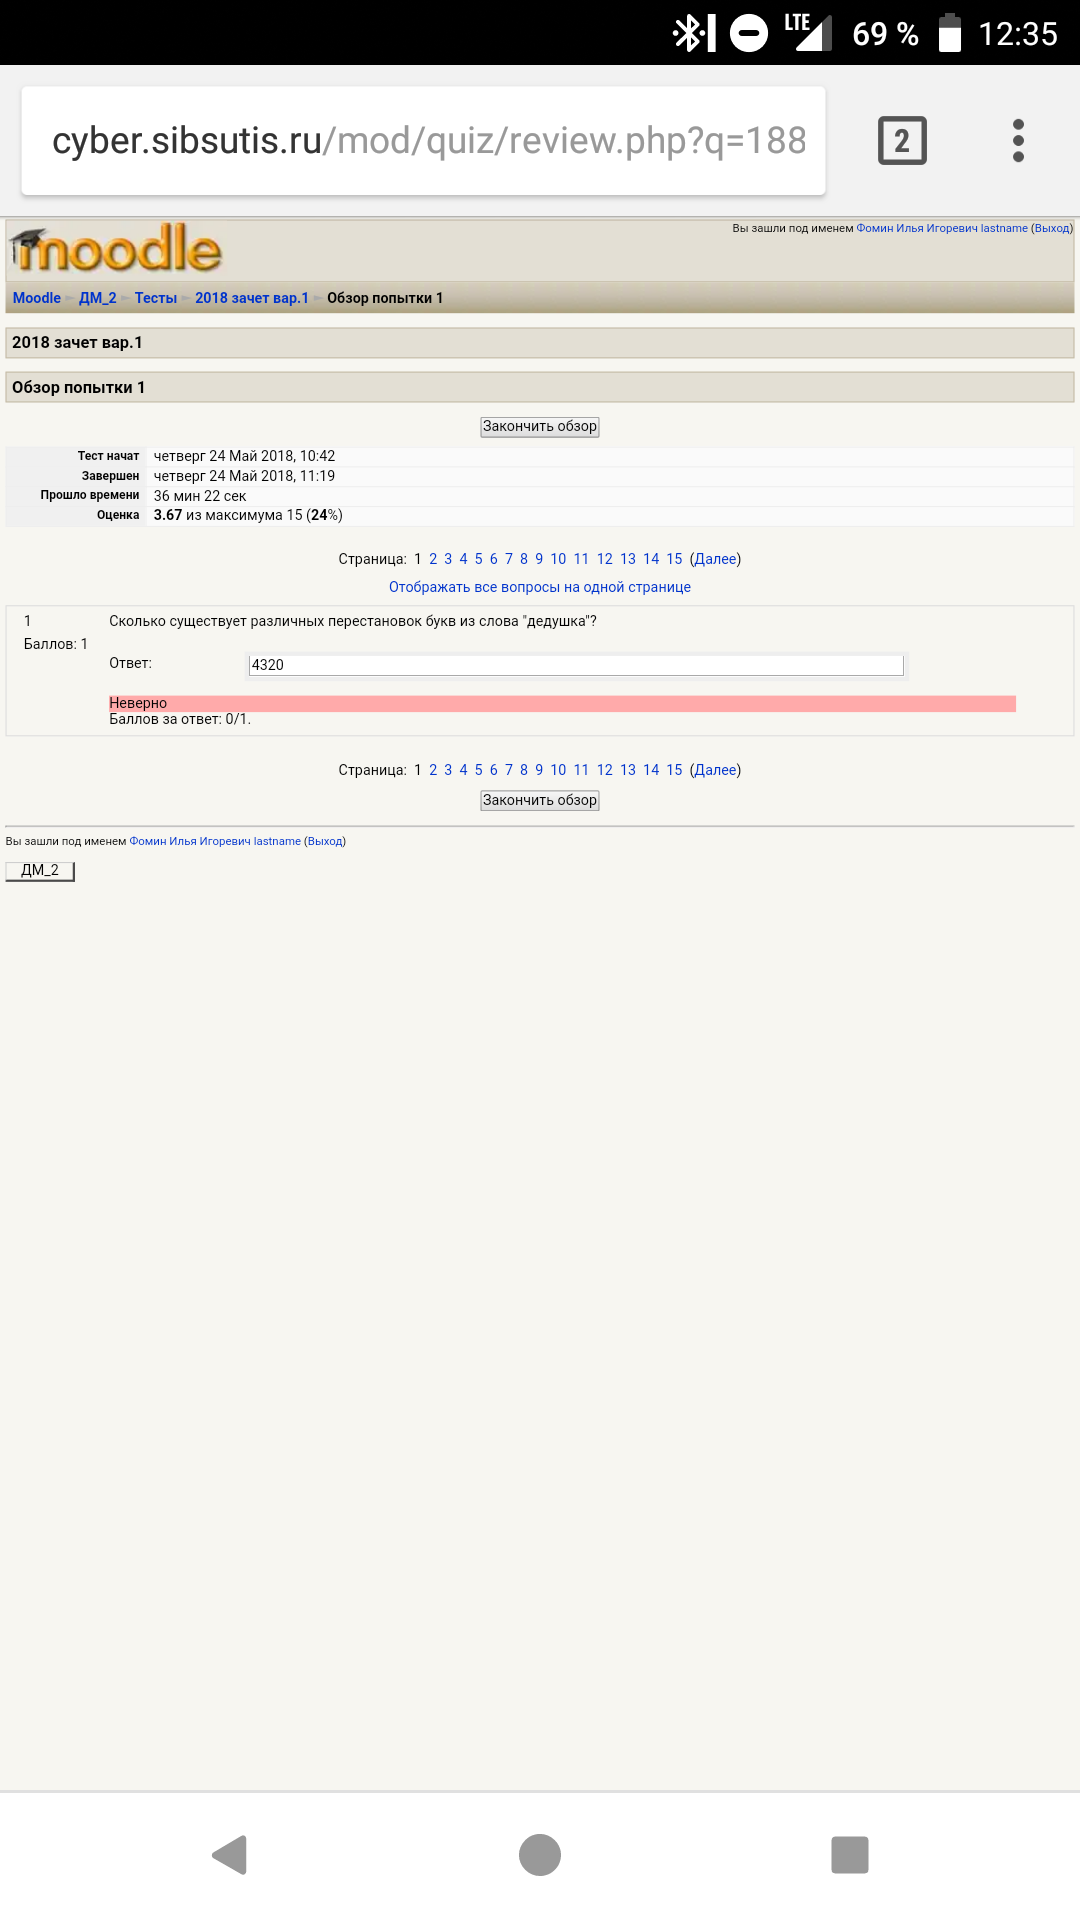 LTE 69 % 12:35
cyber.sibsutis.ru/mod/quiz/review.php?q=188
2
moodle
Вы зашли под именем Фомин Илья Игоревич lastname (Выход)
Moodle ► ДМ_2 ► Тесты ► 2018 зачет вар.1 ► Обзор попытки 1
2018 зачет вар.1
Обзор попытки 1
Закончить обзор
Тест начат четверг 24 Май 2018, 10:42
Завершен четверг 24 Май 2018, 11:19
Прошло времени 36 мин 22 сек
Оценка 3.67 из максимума 15 (24%)
Страница: 1 2 3 4 5 6 7 8 9 10 11 12 13 14 15 (Далее)
Отображать все вопросы на одной странице
1 Сколько существует различных перестановок букв из слова "дедушка"?
Баллов: 1
Ответ: 4320
Неверно
Баллов за ответ: 0/1.
Страница: 1 2 3 4 5 6 7 8 9 10 11 12 13 14 15 (Далее)
Закончить обзор
Вы зашли под именем Фомин Илья Игоревич lastname (Выход)
ДМ_2